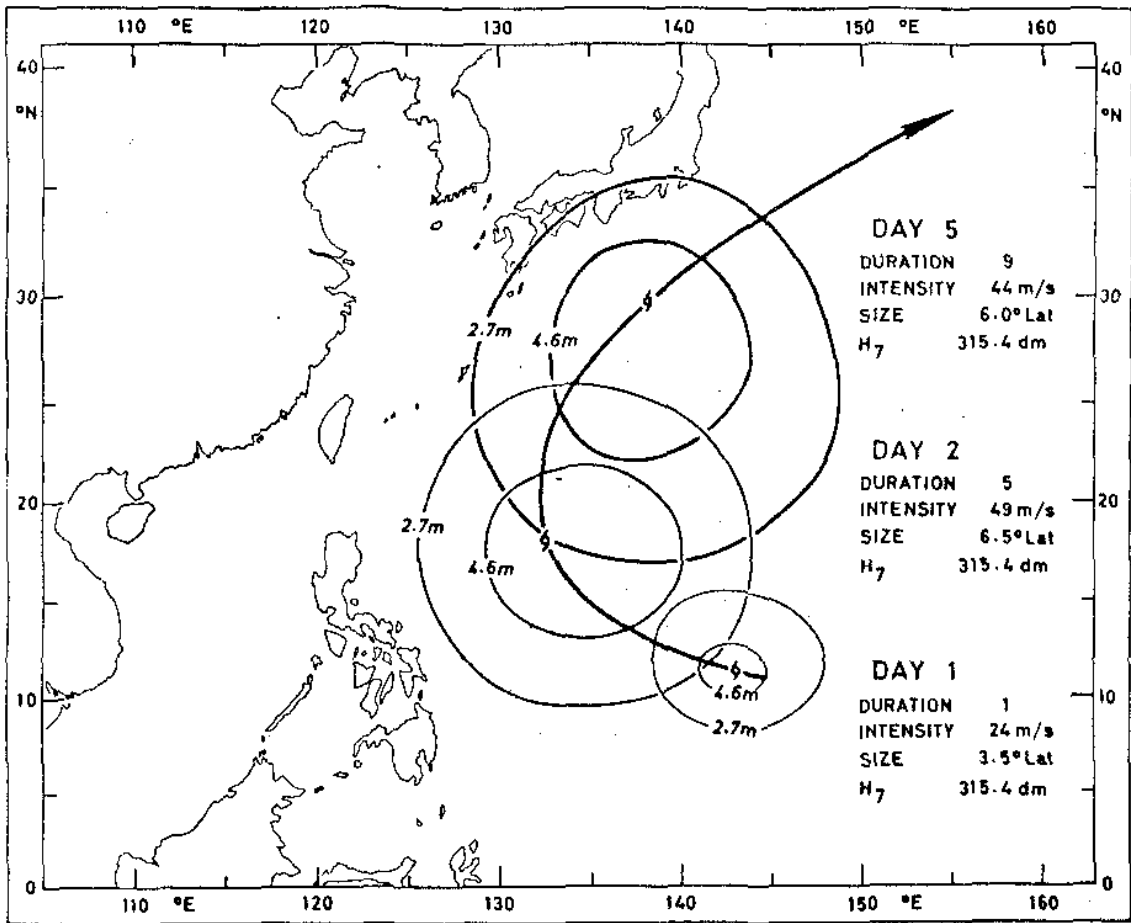 110 °E 120 130 140 150 °E 160
40 40
°N °N
30 30
20 20
10 10
0 0
110 °E 120 130 140 150 °E 160
2.7m
4.6m
2.7m
4.6m
4.6m
2.7m
DAY 5
DURATION 9
INTENSITY 44 m/s
SIZE 6.0° Lat
H7 315.4 dm
DAY 2
DURATION 5
INTENSITY 49 m/s
SIZE 6.5° Lat
H7 315.4 dm
DAY 1
DURATION 1
INTENSITY 24 m/s
SIZE 3.5° Lat
H7 315.4 dm